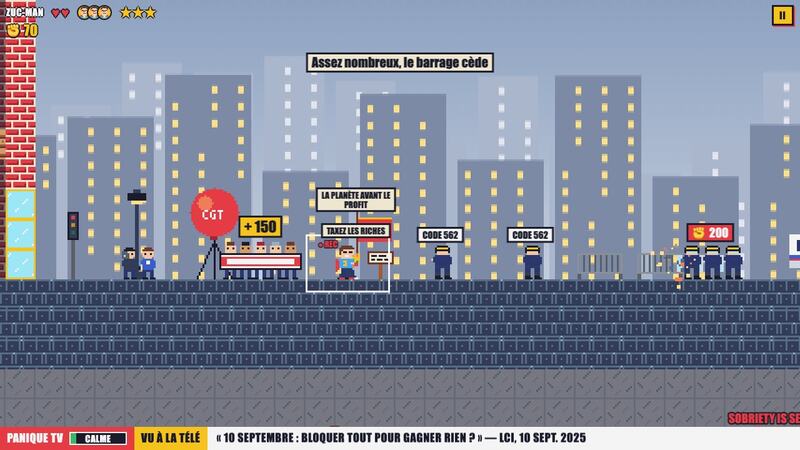 ZUC-MAN
70
Assez nombreux, le barrage cède
LA PLANÈTE AVANT LE
PROFIT
CGT
+ 150
TAXEZ LES RICHES
REC
CODE 562
CODE 562
200
SOBRIETY IS SE
PANIQUE TV
CALME
VU À LA TÉLÉ
« 10 SEPTEMBRE : BLOQUER TOUT POUR GAGNER RIEN ? » — LCI, 10 SEPT. 2025